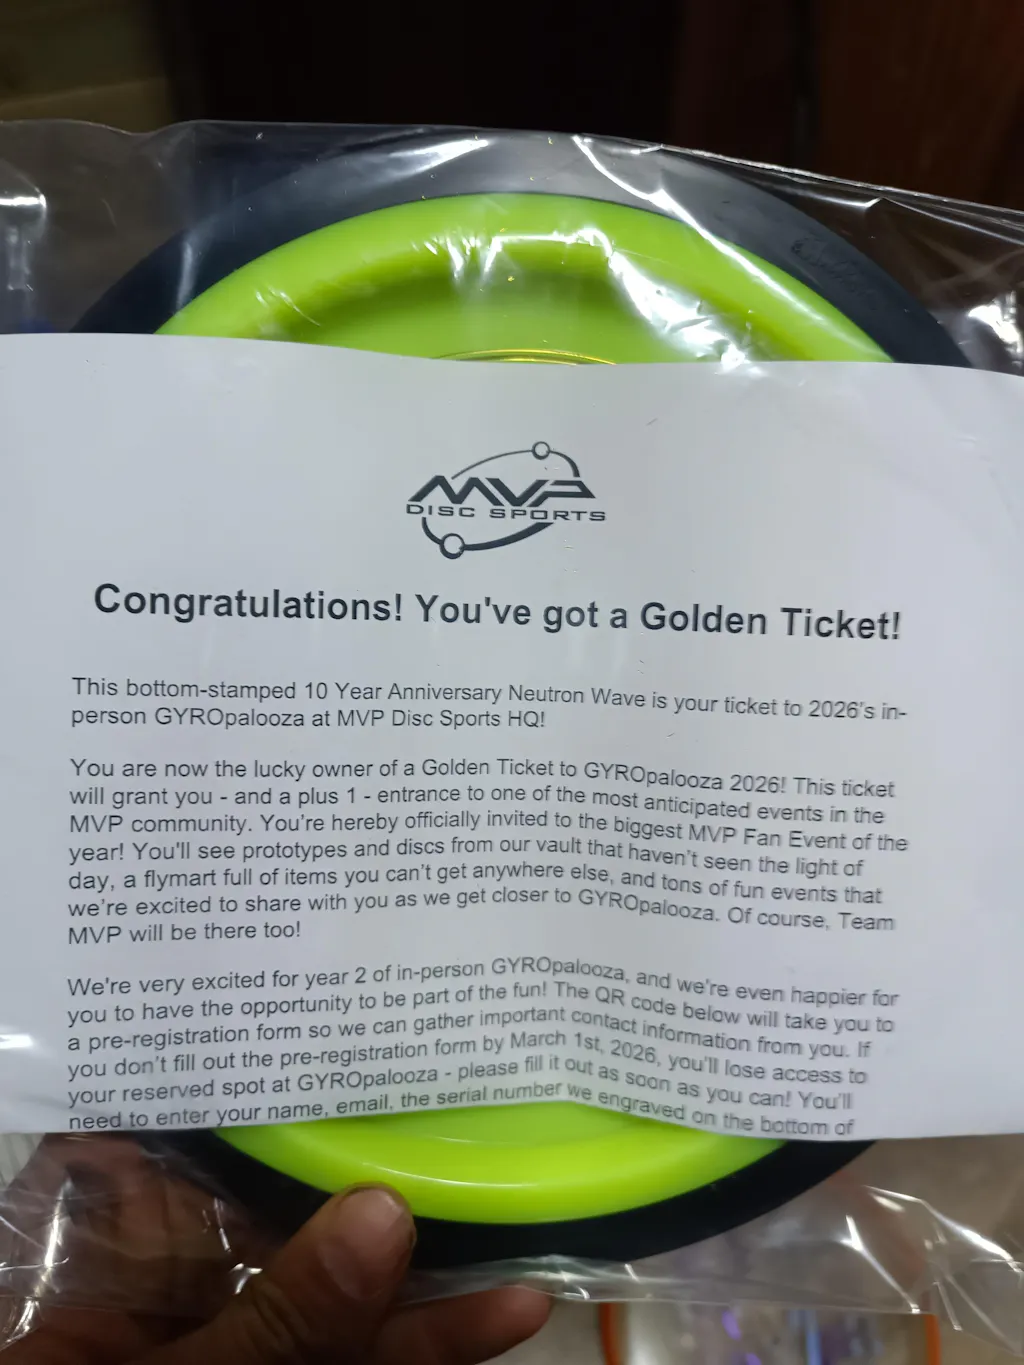 MVP
DISC SPORTS
Congratulations! You've got a Golden Ticket!
This bottom-stamped 10 Year Anniversary Neutron Wave is your ticket to 2026's in-
person GYROpalooza at MVP Disc Sports HQ!
You are now the lucky owner of a Golden Ticket to GYROpalooza 2026! This ticket
will grant you - and a plus 1 - entrance to one of the most anticipated events in the
MVP community. You're hereby officially invited to the biggest MVP Fan Event of the
year! You'll see prototypes and discs from our vault that haven't seen the light of
day, a flymart full of items you can't get anywhere else, and tons of fun events that
we're excited to share with you as we get closer to GYROpalooza. Of course, Team
MVP will be there too!
We're very excited for year 2 of in-person GYROpalooza, and we're even happier for
you to have the opportunity to be part of the fun! The QR code below will take you to
a pre-registration form so we can gather important contact information from you. If
you don't fill out the pre-registration form by March 1st, 2026, you'll lose access to
your reserved spot at GYROpalooza - please fill it out as soon as you can! You'll
need to enter your name, email, the serial number we engraved on the bottom of